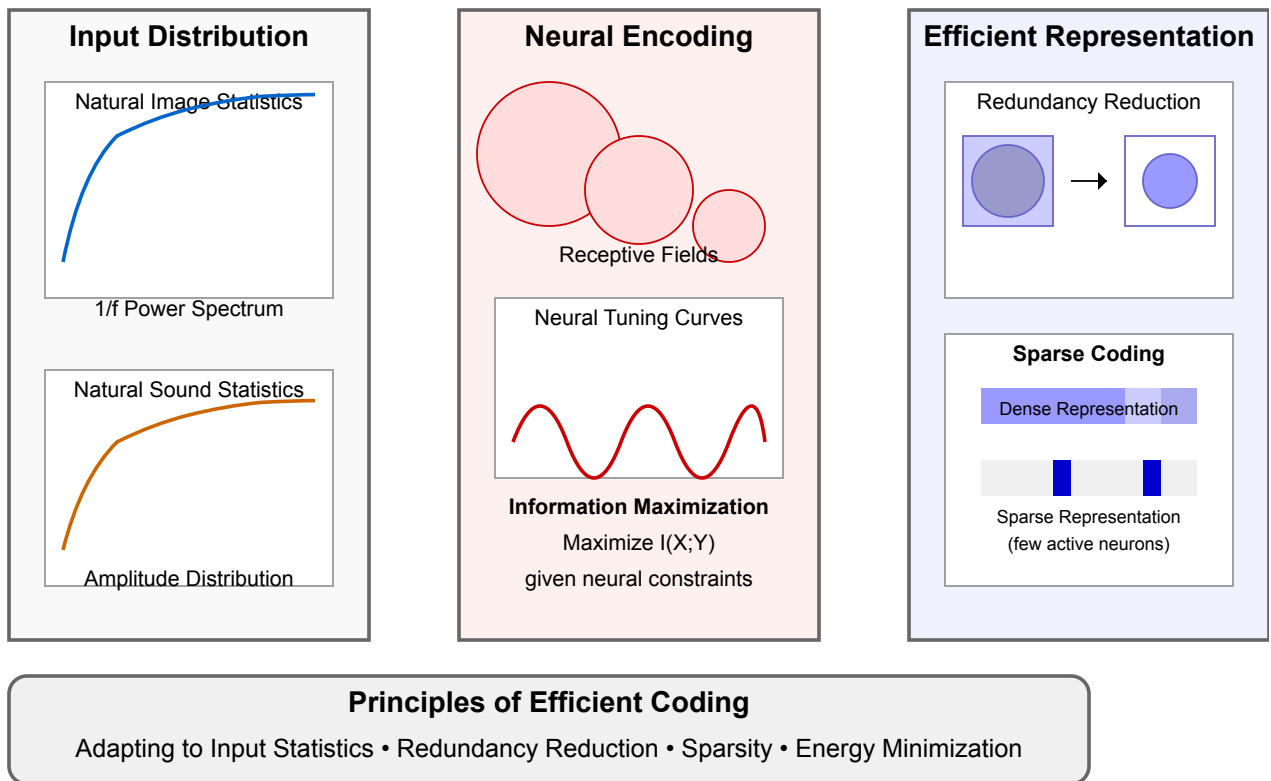 Input Distribution
Natural Image Statistics
1/f Power Spectrum
Natural Sound Statistics
Amplitude Distribution
Neural Encoding
Receptive Fields
Neural Tuning Curves
Information Maximization
Maximize I(X;Y)
given neural constraints
Efficient Representation
Redundancy Reduction
Sparse Coding
Dense Representation
Sparse Representation
(few active neurons)
Principles of Efficient Coding
Adapting to Input Statistics • Redundancy Reduction • Sparsity • Energy Minimization